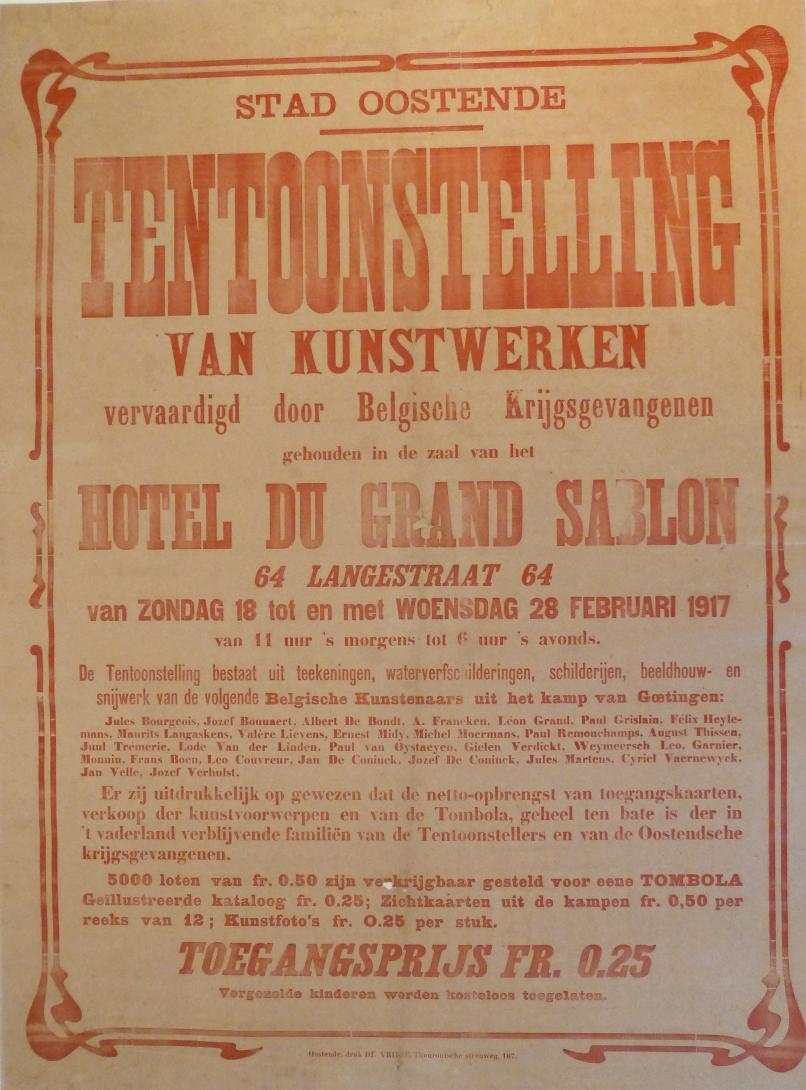 STAD OOSTENDE
TENTOONSTELLING
VAN KUNSTWERKEN
vervaardigd door Belgische Krijgsgevangenen
gehouden in de zaal van het
HOTEL DU GRAND SABLON
64 LANGESTRAAT 64
van ZONDAG 18 tot en met WOENSDAG 28 FEBRUARI 1917
van 11 uur 's morgens tot 6 uur 's avonds.
De Tentoonstelling bestaat uit teekeningen, waterverfschilderingen, schilderijen, beeldhouw- en
snijwerk van de volgende Belgische Kunstenaars uit het kamp van Gœtingen:
Jules Bourgeois, Jozef Bouuaert, Albert De Bondt, A. Francken, Léon Grand, Paul Grislain, Félix Heyle-
mans, Maurits Langaskens, Valère Lievens, Ernest Midy, Michel Moermans, Paul Remouchamps, August Thissen,
Juul Trémerie, Lode Van der Linden, Paul van Oystaeyen, Gielen Verdickt, Weymeersch Leo, Garnier,
Monnin, Frans Boen, Leo Couvreur, Jan De Coninck, Jozef De Coninck, Jules Martens, Cyriel Vaernewyck,
Jan Velle, Jozef Verhulst.
Er zij uitdrukkelijk op gewezen dat de netto-opbrengst van toegangskaarten,
verkoop der kunstvoorwerpen en van de Tombola, geheel ten bate is der in
't vaderland verblijvende familiën van de Tentoonstellers en van de Oostendsche
krijgsgevangenen.
5000 loten van fr. 0.50 zijn verkrijgbaar gesteld voor eene TOMBOLA
Geïllustreerde kataloog fr. 0.25; Zichtkaarten uit de kampen fr. 0,50 per
reeks van 12; Kunstfoto's fr. 0.25 per stuk.
TOEGANGSPRIJS FR. 0.25
Vergezelde kinderen worden kosteloos toegelaten.
Oostende, druk DE VRIESE, Thouroutsche steenweg, 167.